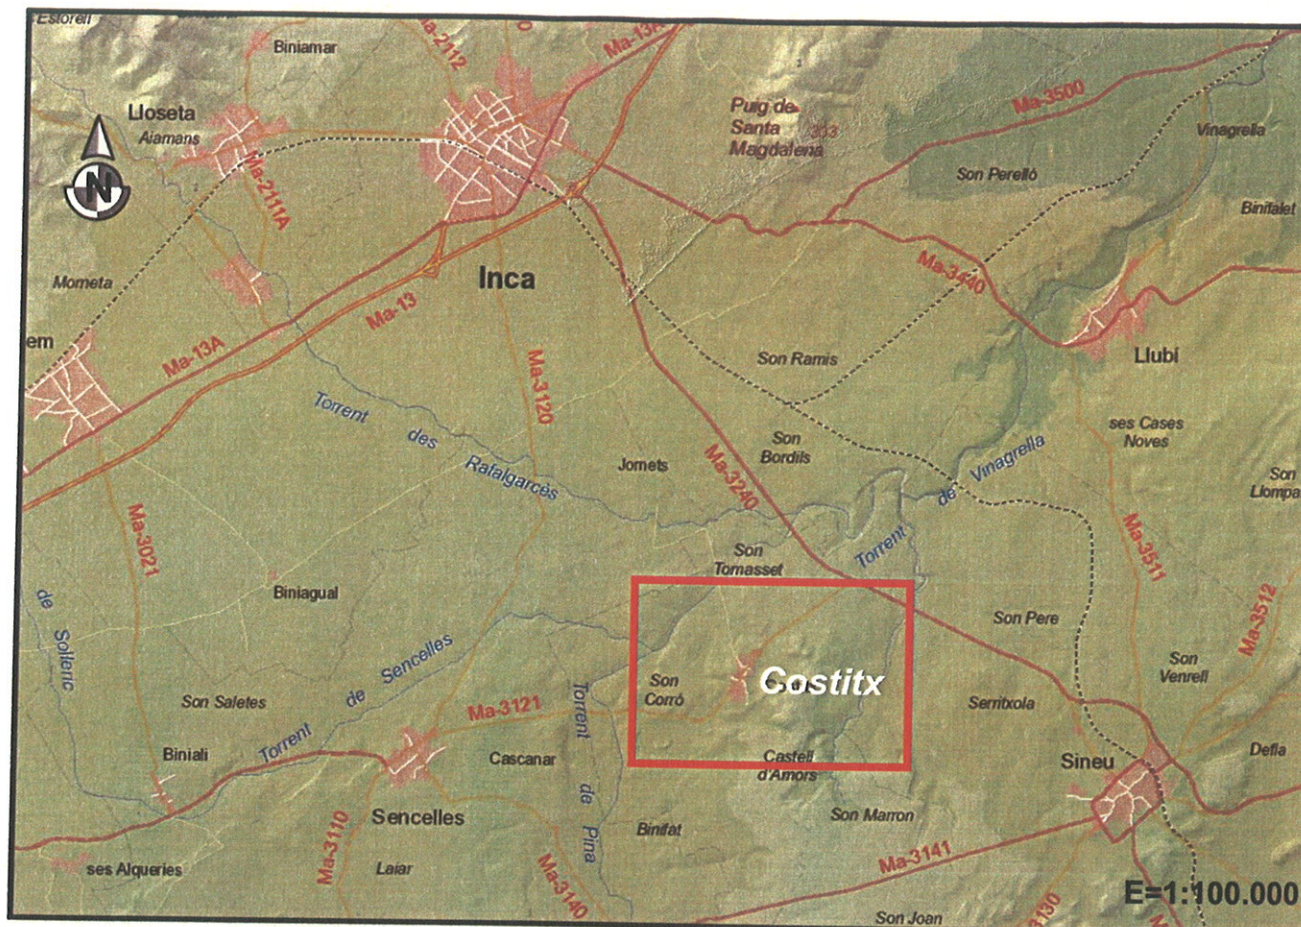 Estorell
Biniamar
Ma-2112
Ma-13A
Lloseta
Aiamans
Puig de
Santa
Magdalena
303
Ma-3500
Vinagrella
Ma-2111A
Son Perelló
Binifalet
N
Morneta
Inca
Ma-13
Ma-3440
em
Ma-13A
Ma-3120
Son Ramis
Llubí
Torrent des Rafalgarcès
Jornets
Son
Bordils
Ma-3240
ses Cases
Noves
Son
Llompa
Ma-3021
Torrent de Vinagrella
Ma-3511
Son
Tomasset
Biniagual
de Solleric
Son Pere
Ma-3512
Torrent de Sencelles
Son
Corró
Costitx
Son
Venrell
Son Saletes
Ma-3121
Torrent de Pina
Serritxola
Biniali
Cascanar
Castell
d'Amors
Sineu
Defla
Sencelles
Binifat
Son Marron
ses Alqueries
Laiar
Ma-3110
Ma-3140
Ma-3141
E=1:100.000
Son Joan
3130